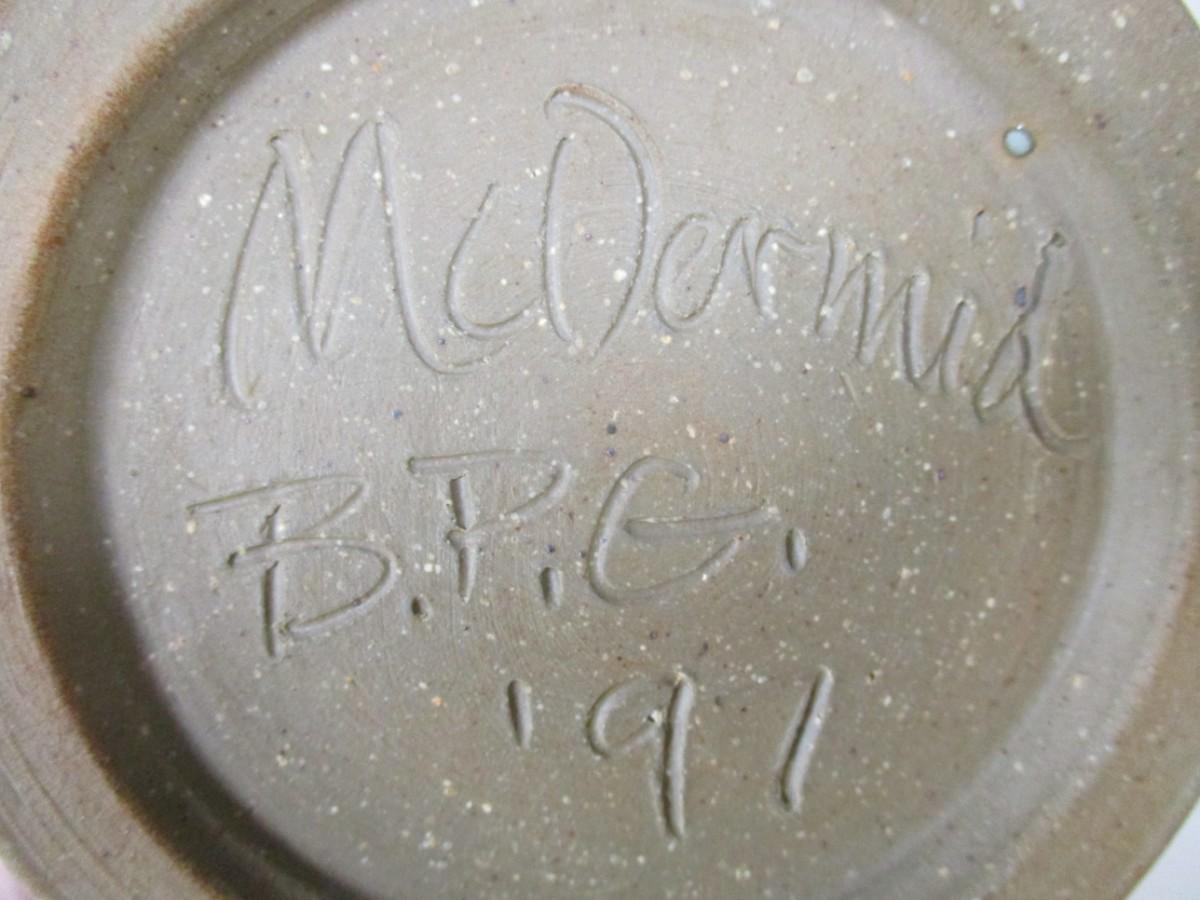 McDermid
B.P.G.
'91